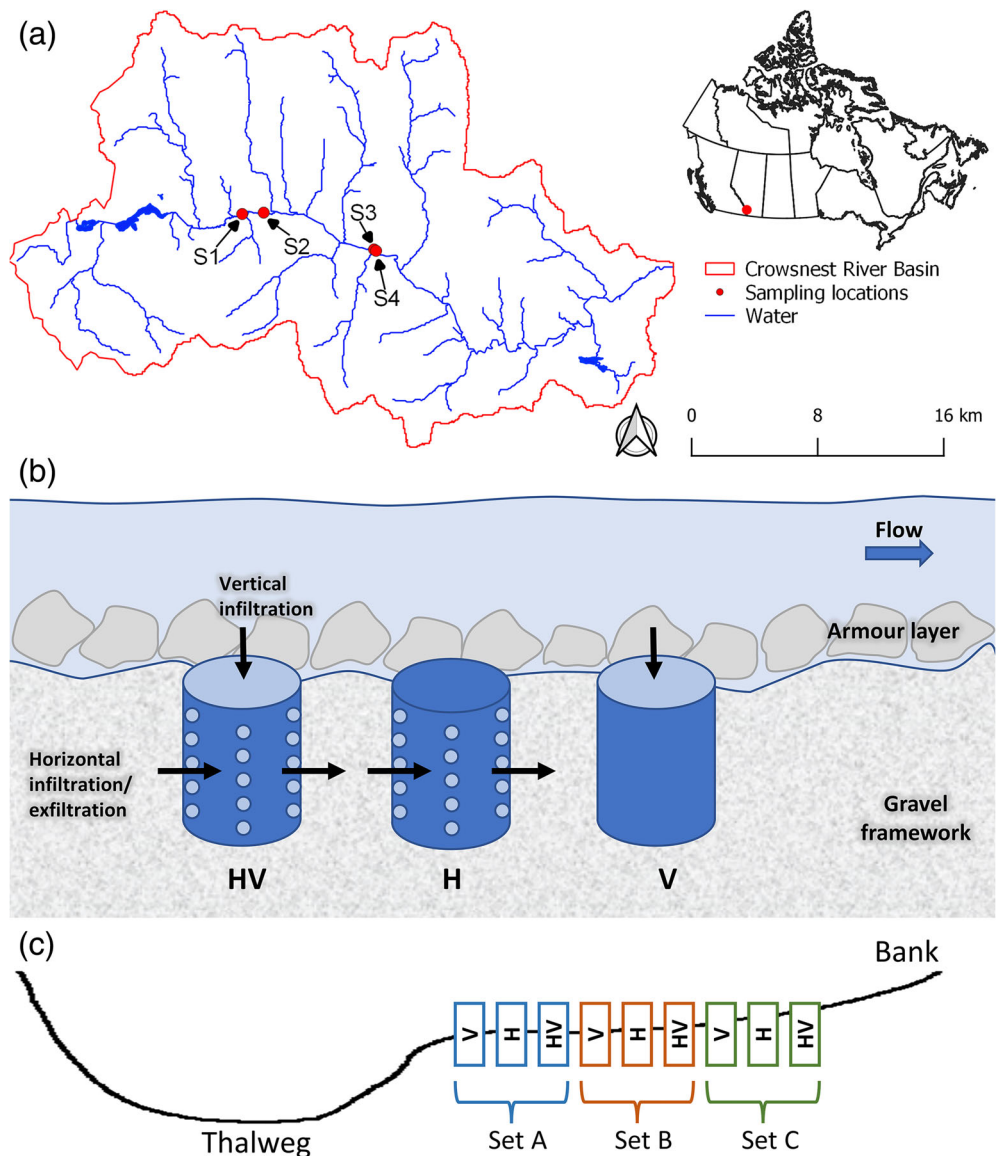 (a)
S1
S2
S3
S4
Crowsnest River Basin
Sampling locations
Water
0 8 16 km
(b)
Flow
Vertical
infiltration
Armour layer
Horizontal
infiltration/
exfiltration
Gravel
framework
HV H V
(c)
Bank
V H HV V H HV V H HV
Thalweg
Set A Set B Set C